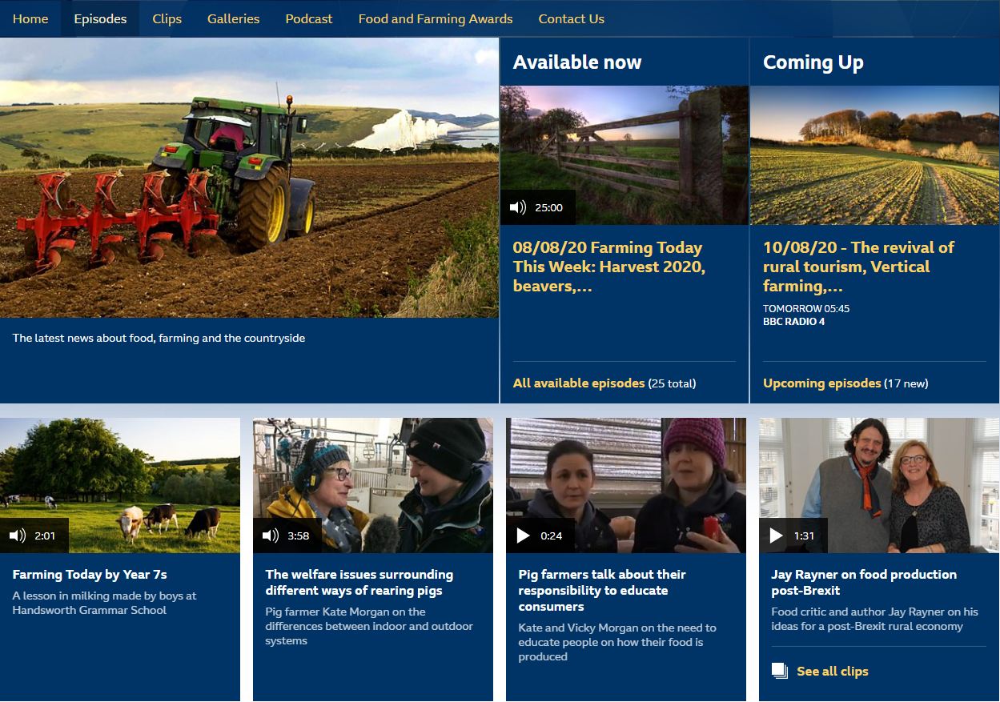 Home Episodes Clips Galleries Podcast Food and Farming Awards Contact Us
The latest news about food, farming and the countryside
Available now
25:00
08/08/20 Farming Today
This Week: Harvest 2020,
beavers,...
All available episodes (25 total)
Coming Up
10/08/20 - The revival of
rural tourism, Vertical
farming,...
TOMORROW 05:45
BBC RADIO 4
Upcoming episodes (17 new)
2:01
Farming Today by Year 7s
A lesson in milking made by boys at
Handsworth Grammar School
3:58
The welfare issues surrounding
different ways of rearing pigs
Pig farmer Kate Morgan on the
differences between indoor and outdoor
systems
0:24
Pig farmers talk about their
responsibility to educate
consumers
Kate and Vicky Morgan on the need to
educate people on how their food is
produced
1:31
Jay Rayner on food production
post-Brexit
Food critic and author Jay Rayner on his
ideas for a post-Brexit rural economy
See all clips